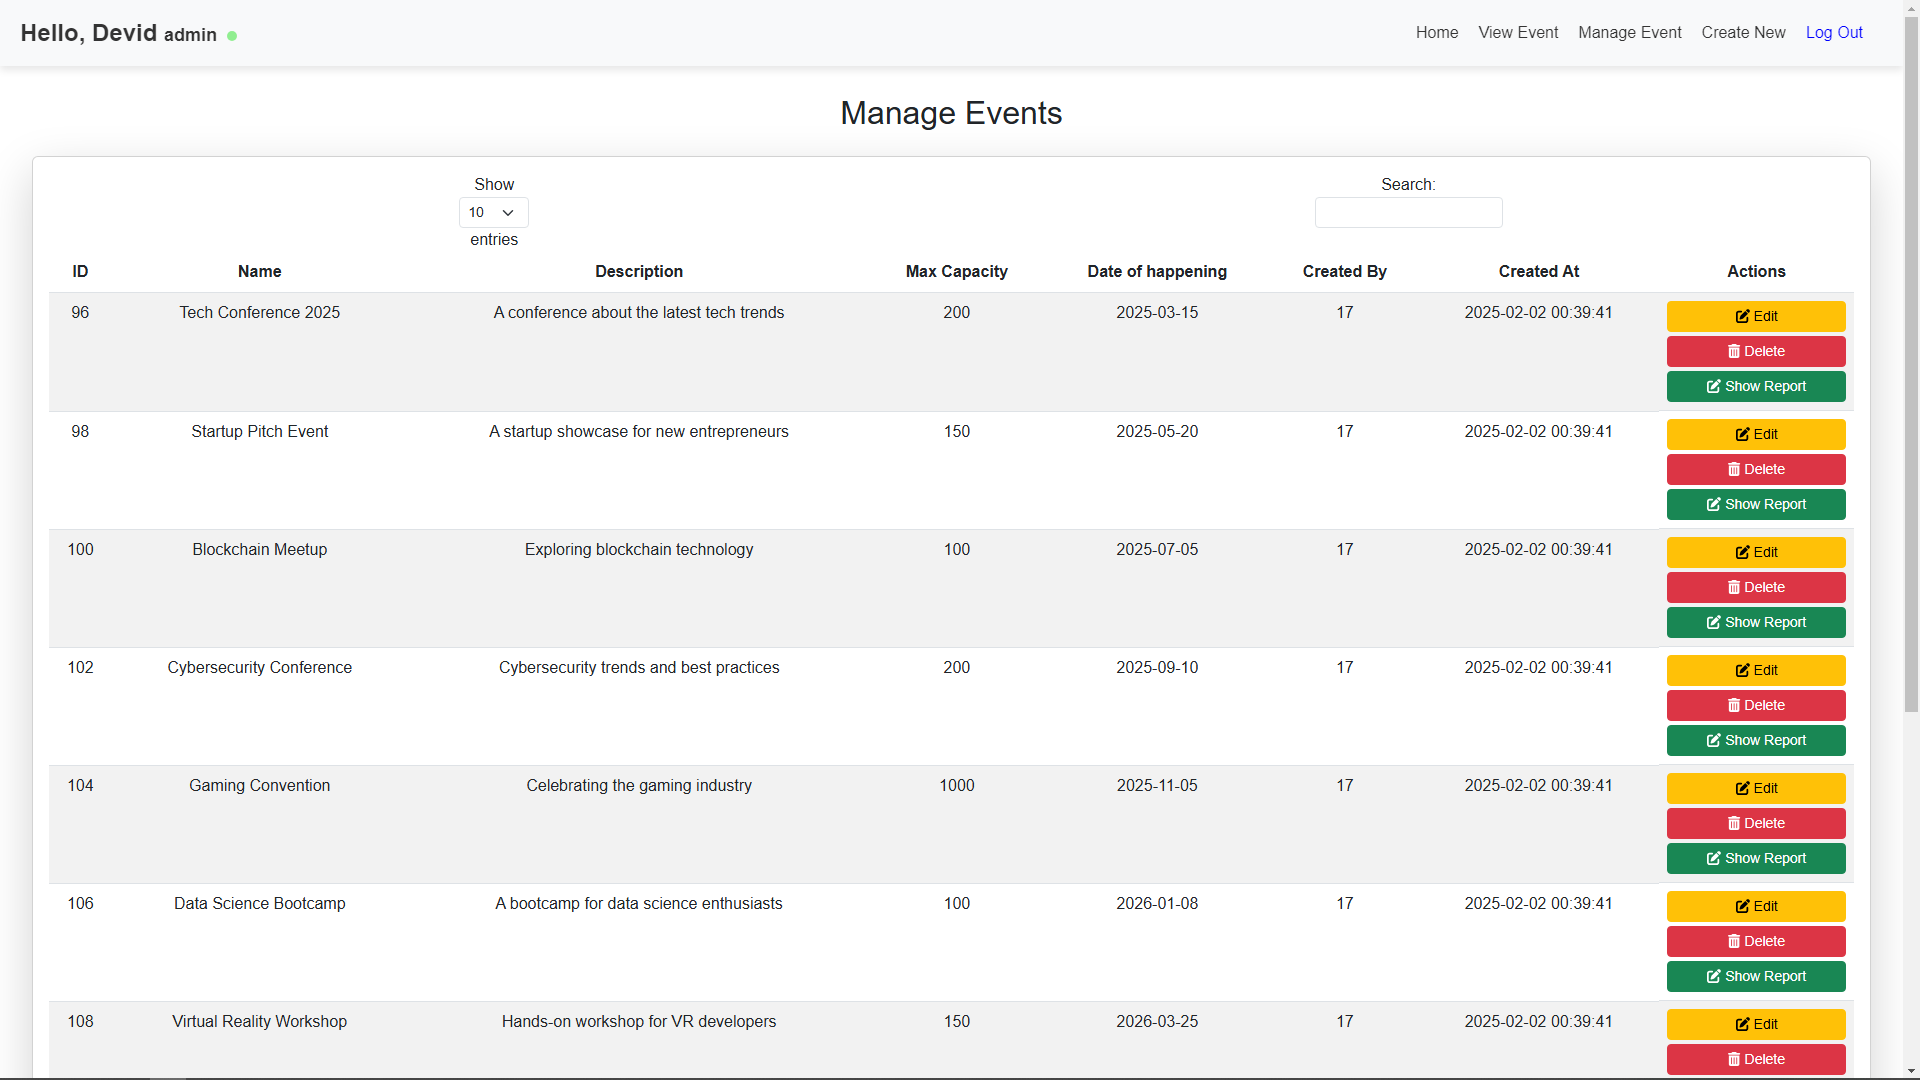 Hello, Devid admin
Home View Event Manage Event Create New Log Out
Manage Events
Show
10
entries
Search:
ID Name Description Max Capacity Date of happening Created By Created At Actions
96 Tech Conference 2025 A conference about the latest tech trends 200 2025-03-15 17 2025-02-02 00:39:41 Edit
Delete
Show Report
98 Startup Pitch Event A startup showcase for new entrepreneurs 150 2025-05-20 17 2025-02-02 00:39:41 Edit
Delete
Show Report
100 Blockchain Meetup Exploring blockchain technology 100 2025-07-05 17 2025-02-02 00:39:41 Edit
Delete
Show Report
102 Cybersecurity Conference Cybersecurity trends and best practices 200 2025-09-10 17 2025-02-02 00:39:41 Edit
Delete
Show Report
104 Gaming Convention Celebrating the gaming industry 1000 2025-11-05 17 2025-02-02 00:39:41 Edit
Delete
Show Report
106 Data Science Bootcamp A bootcamp for data science enthusiasts 100 2026-01-08 17 2025-02-02 00:39:41 Edit
Delete
Show Report
108 Virtual Reality Workshop Hands-on workshop for VR developers 150 2026-03-25 17 2025-02-02 00:39:41 Edit
Delete